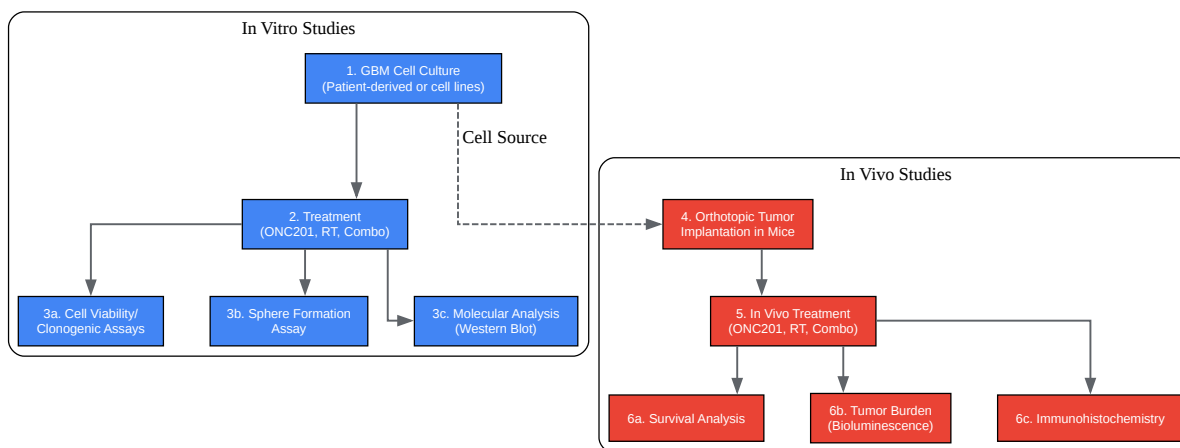 In Vitro Studies
1. GBM Cell Culture
(Patient-derived or cell lines)
Cell Source
2. Treatment
(ONC201, RT, Combo)
3a. Cell Viability/
Clonogenic Assays
3b. Sphere Formation
Assay
3c. Molecular Analysis
(Western Blot)
In Vivo Studies
4. Orthotopic Tumor
Implantation in Mice
5. In Vivo Treatment
(ONC201, RT, Combo)
6a. Survival Analysis
6b. Tumor Burden
(Bioluminescence)
6c. Immunohistochemistry